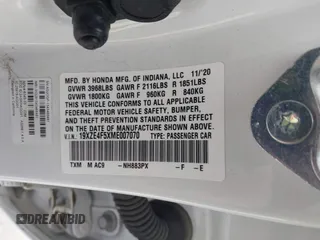 MFD. BY HONDA MFG. OF INDIANA, LLC 11/'20
GVWR 3968LBS GAWR F 2116LBS R 1851LBS
GVWR 1800KG GAWR F 960KG R 840KG
THIS VEHICLE CONFORMS TO ALL APPLICABLE
FEDERAL MOTOR VEHICLE SAFETY, BUMPER,
AND THEFT PREVENTION STANDARDS IN EFFECT
ON THE DATE OF MANUFACTURE SHOWN ABOVE.
V.I.N. 19XZE4F5XME007070 TYPE: PASSENGER CAR
TXM M AC9 -NH883PX -F -E
DREAMBID